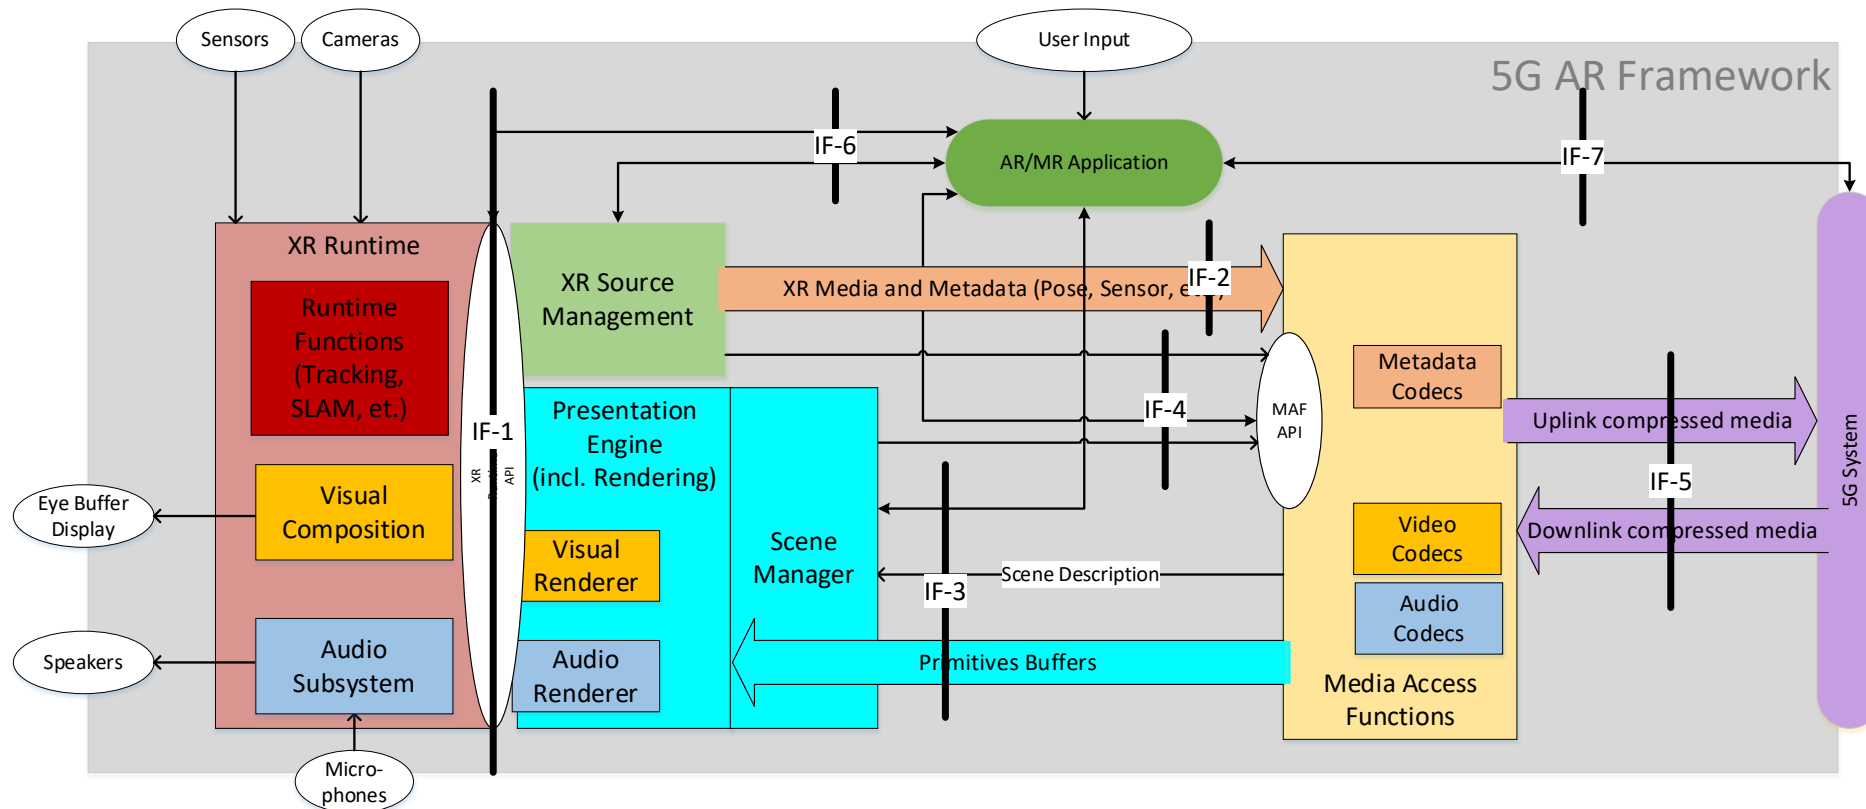 Sensors
Cameras
User Input
5G AR Framework
IF-6
AR/MR Application
IF-7
XR Runtime
Runtime
Functions
(Tracking,
SLAM, et.)
Visual
Composition
Audio
Subsystem
Eye Buffer
Display
Speakers
Micro-
phones
IF-1
XR
API
XR Source
Management
Presentation
Engine
(incl. Rendering)
Visual
Renderer
Audio
Renderer
Scene
Manager
XR Media and Metadata (Pose, Sensor,
IF-2
IF-4
IF-3
Scene Description
Primitives Buffers
MAF
API
Metadata
Codecs
Video
Codecs
Audio
Codecs
Media Access
Functions
Uplink compressed media
IF-5
Downlink compressed media
5G System